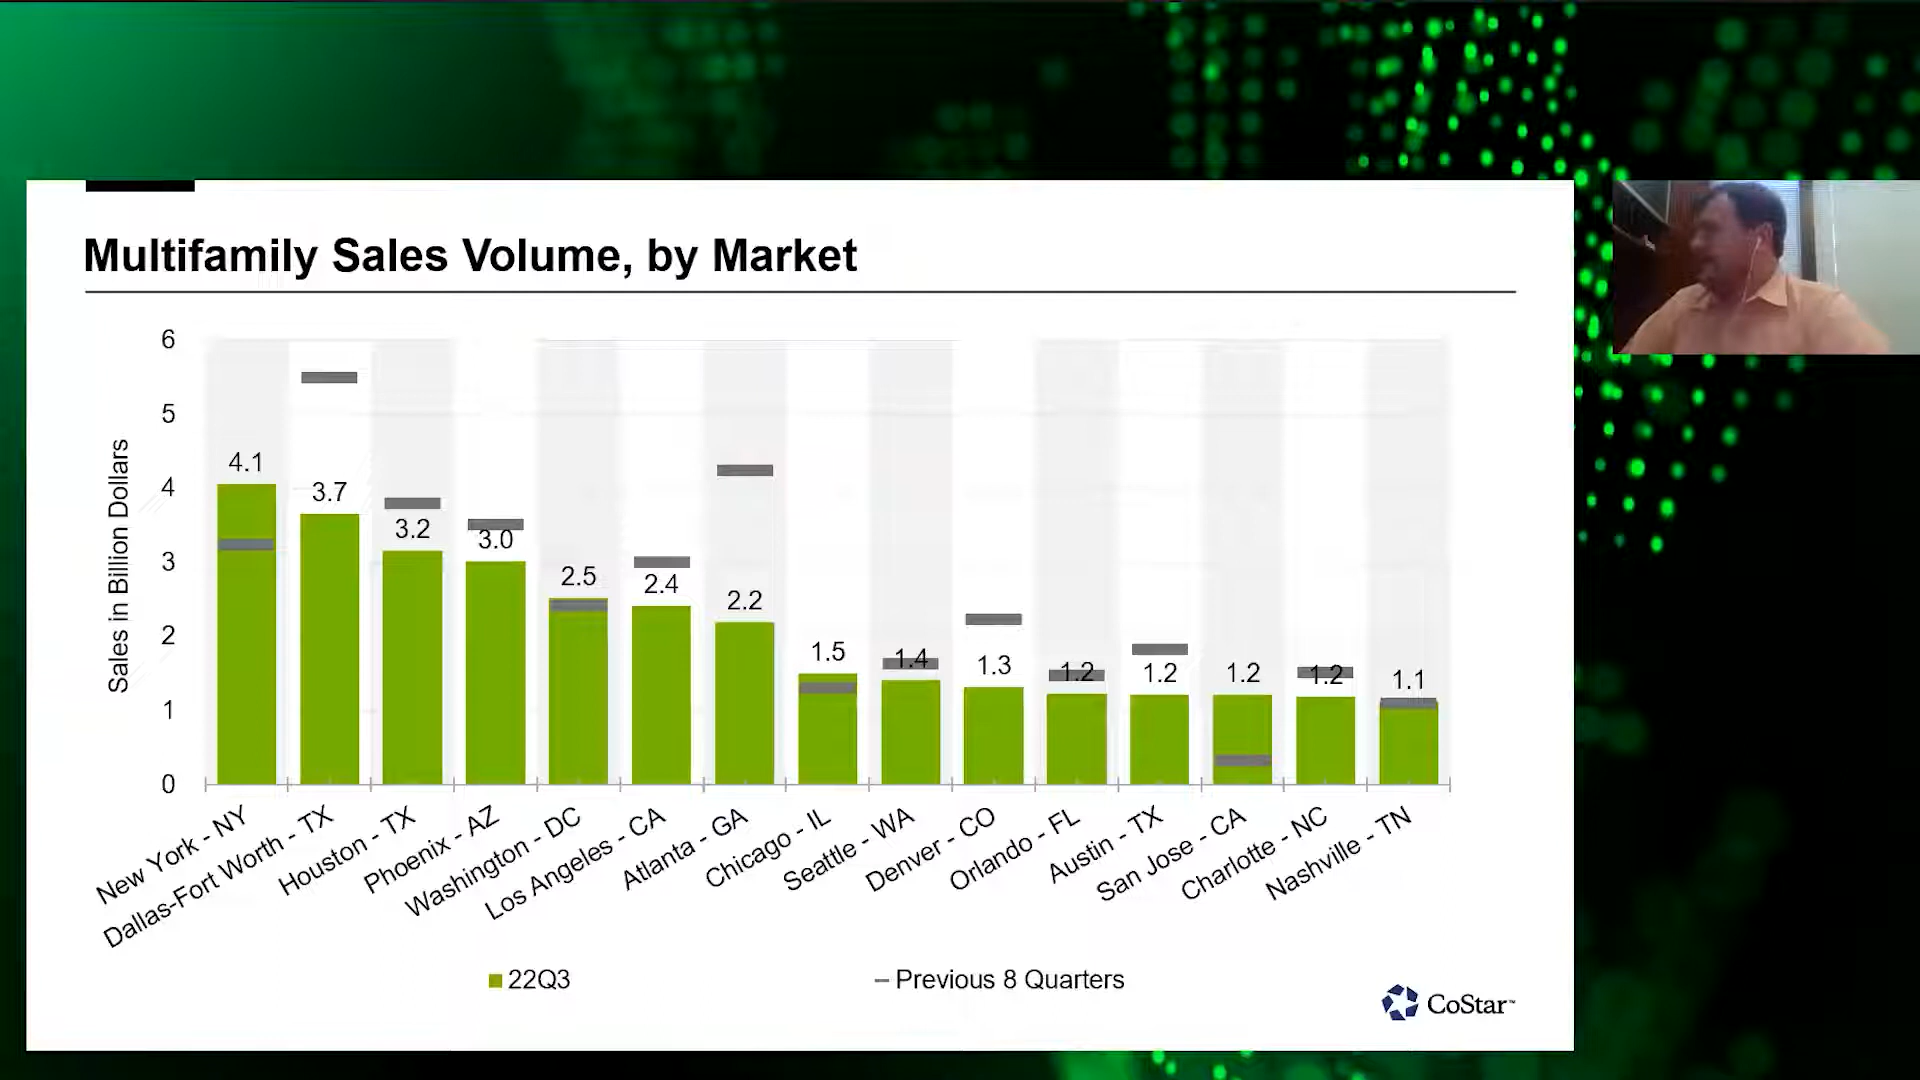 Multifamily Sales Volume, by Market
Sales in Billion Dollars
6
5
4
3
2
1
0
4.1
3.7
3.2
3.0
2.5
2.4
2.2
1.5
1.4
1.3
1.2
1.2
1.2
1.2
1.1
New York - NY
Dallas-Fort Worth - TX
Houston - TX
Phoenix - AZ
Washington - DC
Los Angeles - CA
Atlanta - GA
Chicago - IL
Seattle - WA
Denver - CO
Orlando - FL
Austin - TX
San Jose - CA
Charlotte - NC
Nashville - TN
22Q3
Previous 8 Quarters
CoStar™